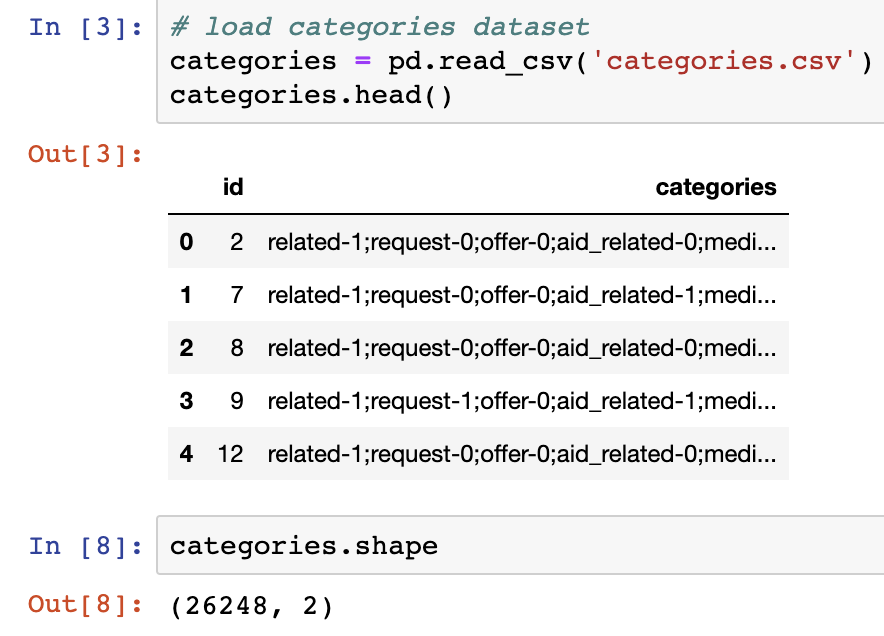 In [3]: # load categories dataset
categories = pd.read_csv('categories.csv')
categories.head()
Out[3]:
id categories
0 2 related-1;request-0;offer-0;aid_related-0;medi...
1 7 related-1;request-0;offer-0;aid_related-1;medi...
2 8 related-1;request-0;offer-0;aid_related-0;medi...
3 9 related-1;request-1;offer-0;aid_related-1;medi...
4 12 related-1;request-0;offer-0;aid_related-0;medi...
In [8]: categories.shape
Out[8]: (26248, 2)